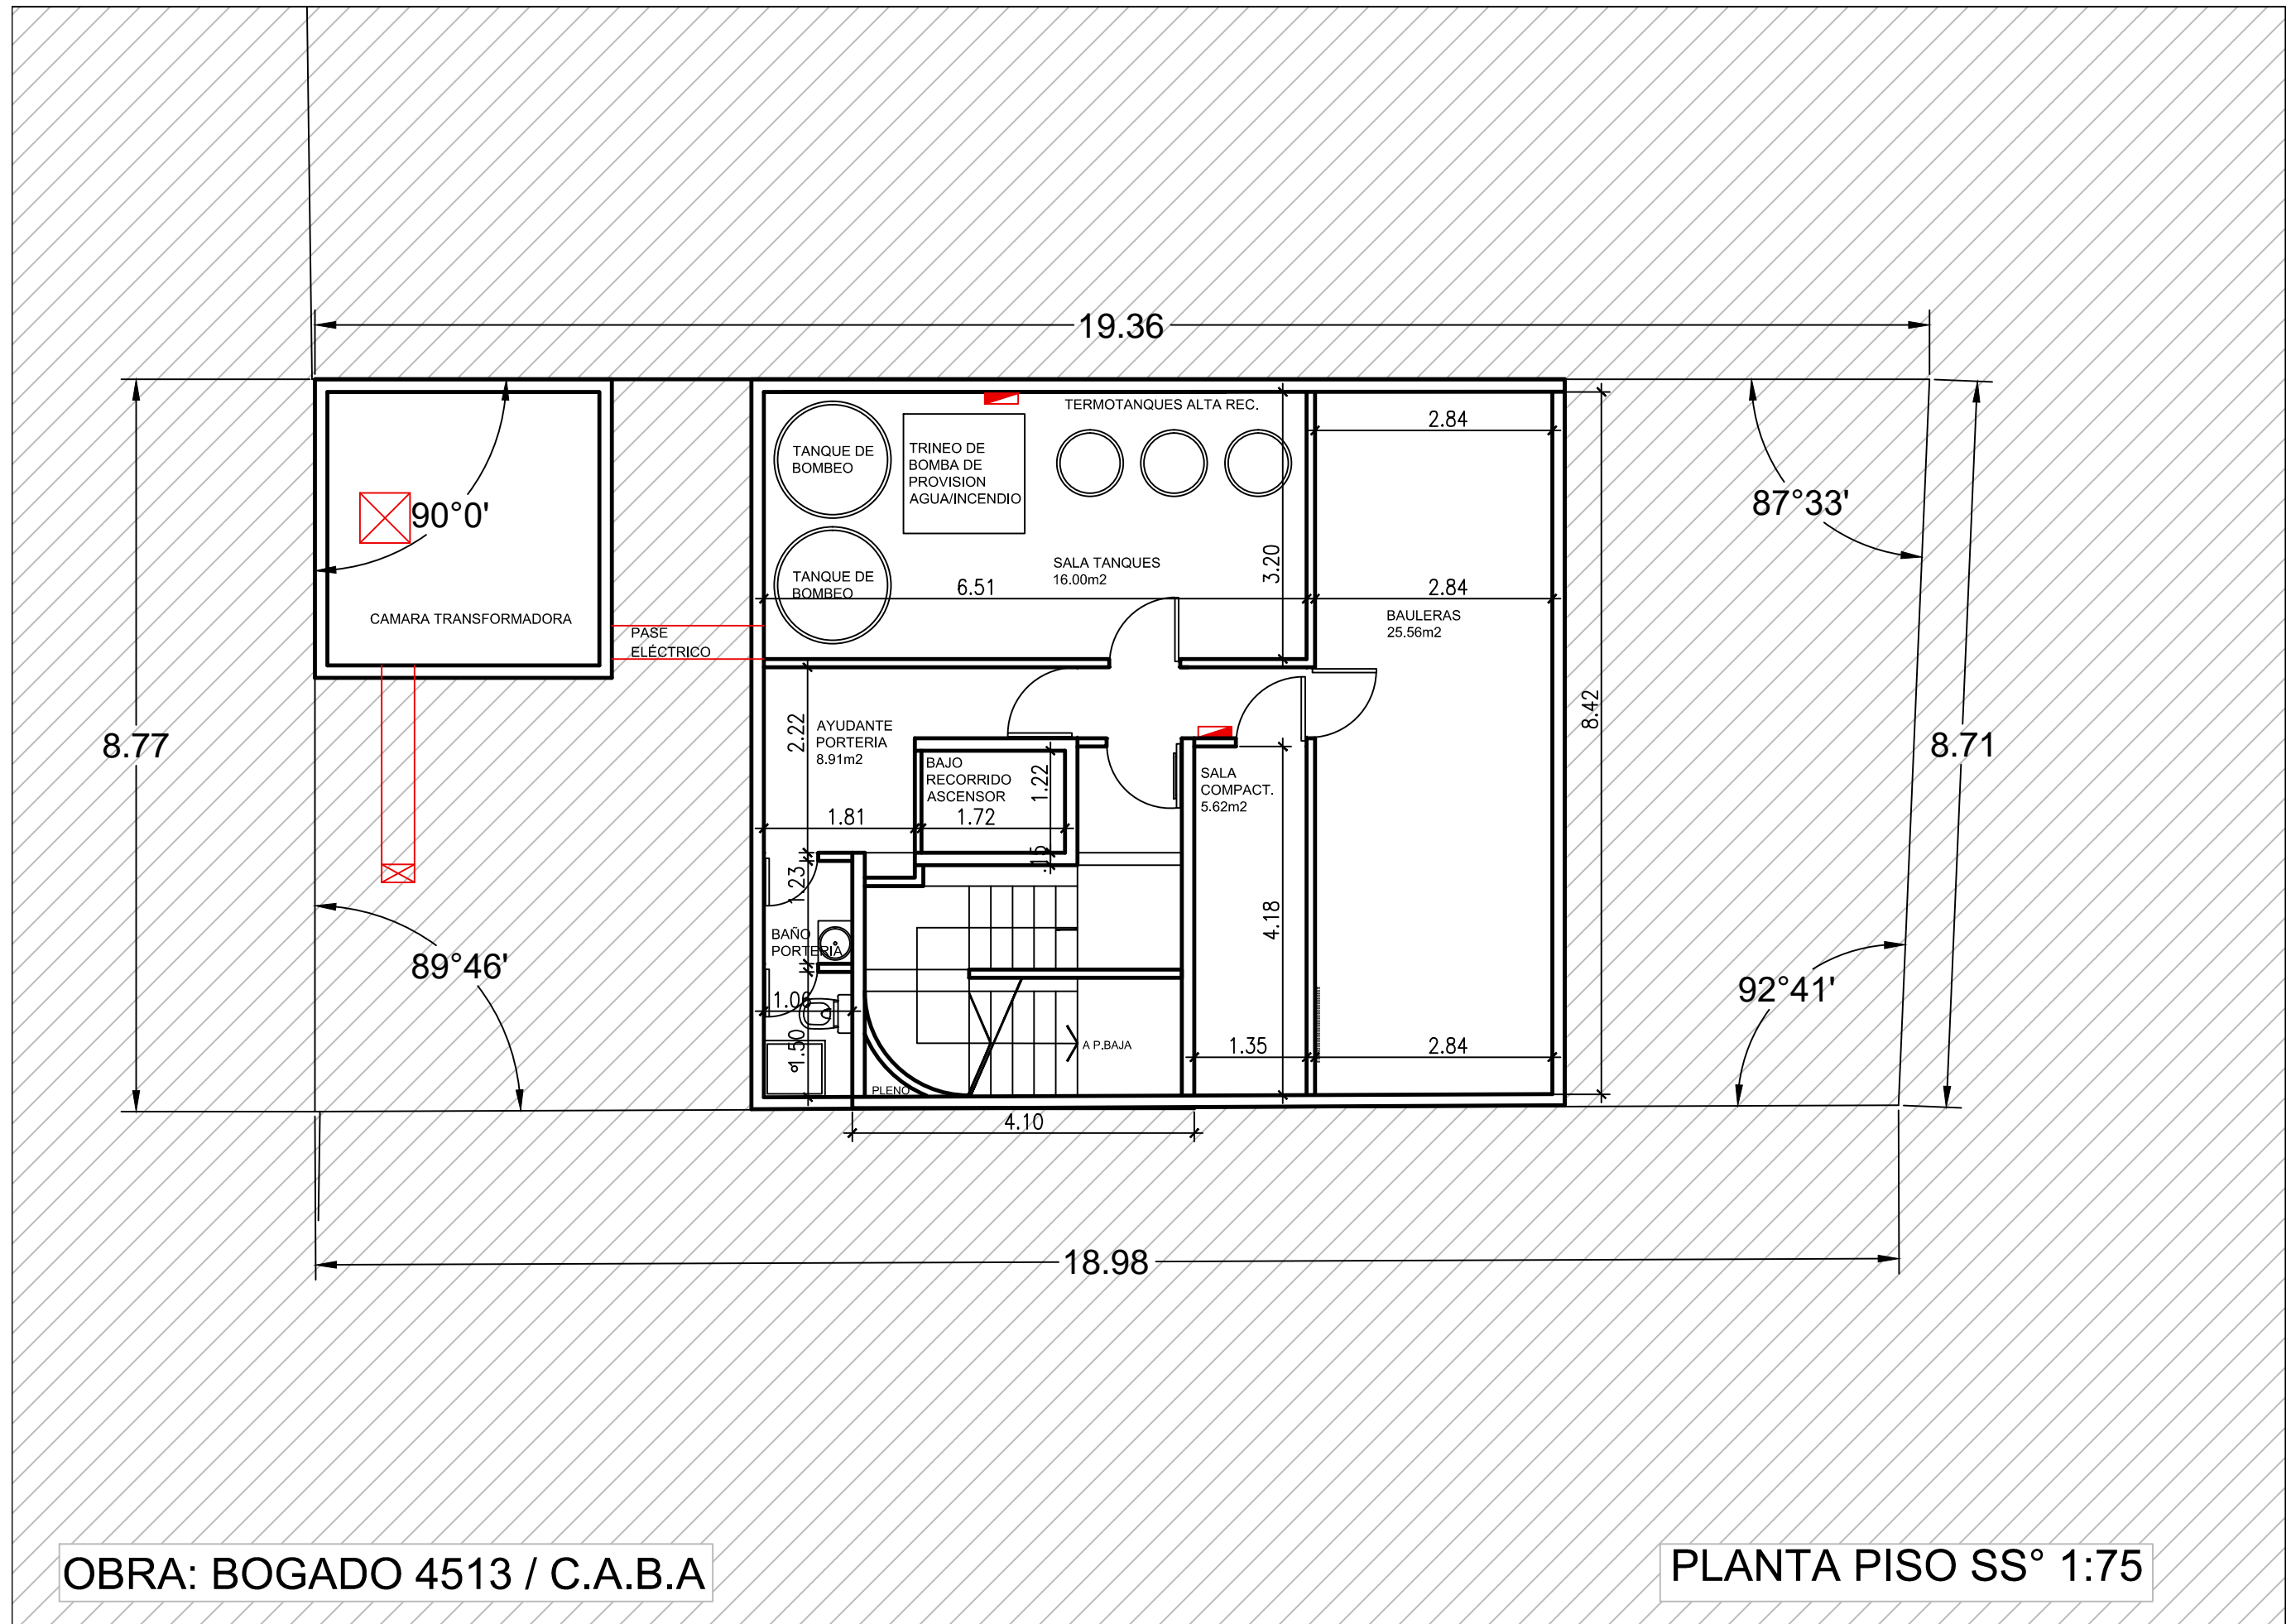 19.36
TERMOTANQUES ALTA REC.
2.84
TANQUE DE
BOMBEO
TRINEO DE
BOMBA DE
PROVISION
AGUA/INCENDIO
90°0'
87°33'
SALA TANQUES
16.00m2
3.20
TANQUE DE
BOMBEO
6.51
2.84
CAMARA TRANSFORMADORA
BAULERAS
25.56m2
PASE
ELÉCTRICO
8.77
2.22
AYUDANTE
PORTERIA
8.91m2
8.42
8.71
BAJO
RECORRIDO
ASCENSOR
1.22
SALA
COMPACT.
5.62m2
1.81
1.72
.15
1.23
4.18
BAÑO
PORTERIA
89°46'
92°41'
1.06
1.50
A P.BAJA
1.35
2.84
PLENO
4.10
18.98
OBRA: BOGADO 4513 / C.A.B.A
PLANTA PISO SS° 1:75